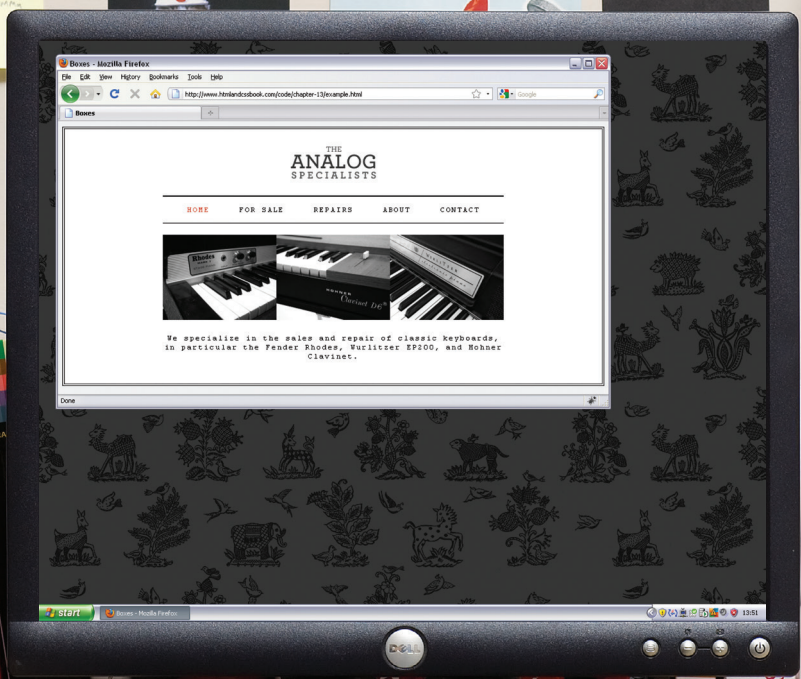 Boxes - Mozilla Firefox
File Edit View History Bookmarks Tools Help
http://www.htmlandcssbook.com/code/chapter-13/example.html
Google
Boxes
THE
ANALOG
SPECIALISTS
HOME FOR SALE REPAIRS ABOUT CONTACT
Rhodes
HOHNER
Clavinet D6
WURLITZER
We specialize in the sales and repair of classic keyboards,
in particular the Fender Rhodes, Wurlitzer EP200, and Hohner
Clavinet.
Done
start
Boxes - Mozilla Firefox
13:51
DELL